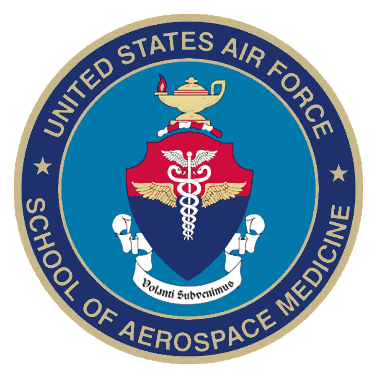 UNITED STATES AIR FORCE
Volanti Subvenimus
SCHOOL OF AEROSPACE MEDICINE